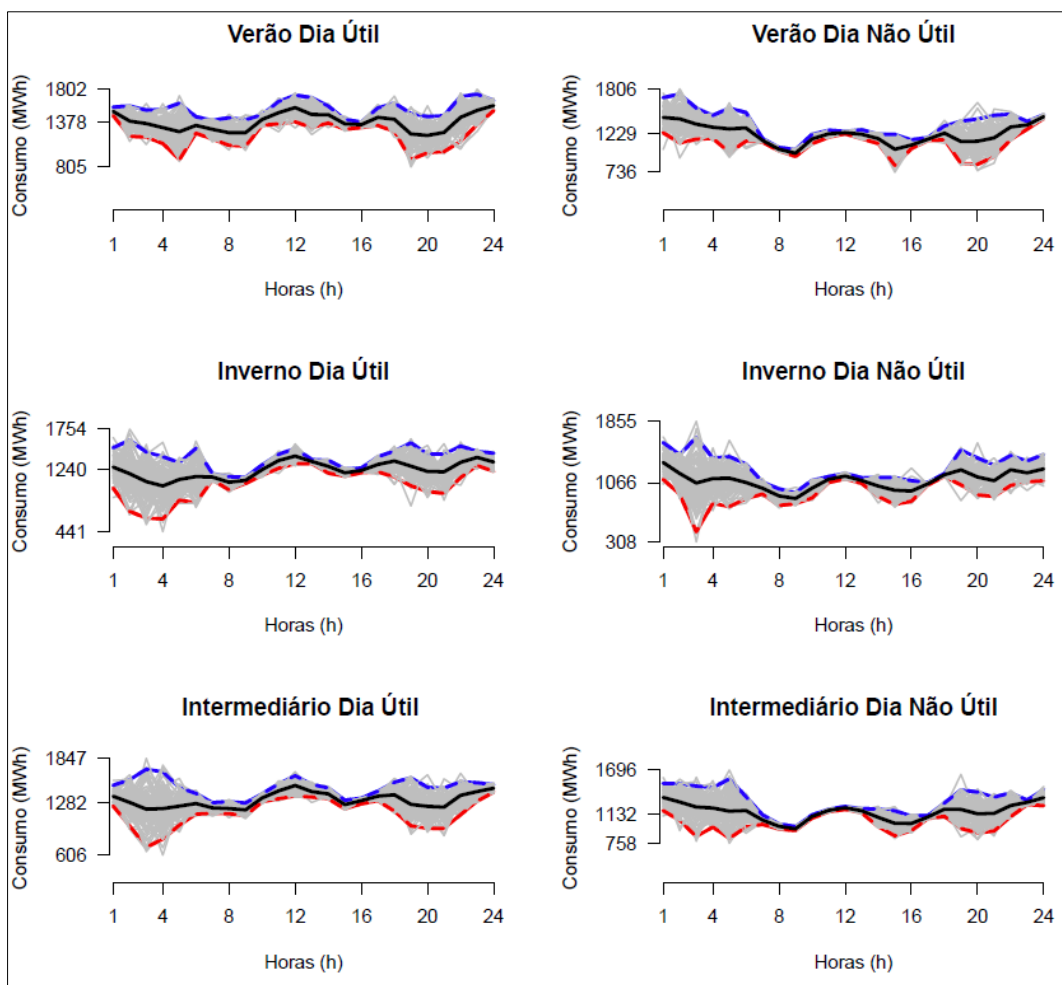 Verão Dia Útil
Consumo (MWh)
1802
1378
805
1 4 8 12 16 20 24
Horas (h)
Verão Dia Não Útil
Consumo (MWh)
1806
1229
736
1 4 8 12 16 20 24
Horas (h)
Inverno Dia Útil
Consumo (MWh)
1754
1240
441
1 4 8 12 16 20 24
Horas (h)
Inverno Dia Não Útil
Consumo (MWh)
1855
1066
308
1 4 8 12 16 20 24
Horas (h)
Intermediário Dia Útil
Consumo (MWh)
1847
1282
606
1 4 8 12 16 20 24
Horas (h)
Intermediário Dia Não Útil
Consumo (MWh)
1696
1132
758
1 4 8 12 16 20 24
Horas (h)